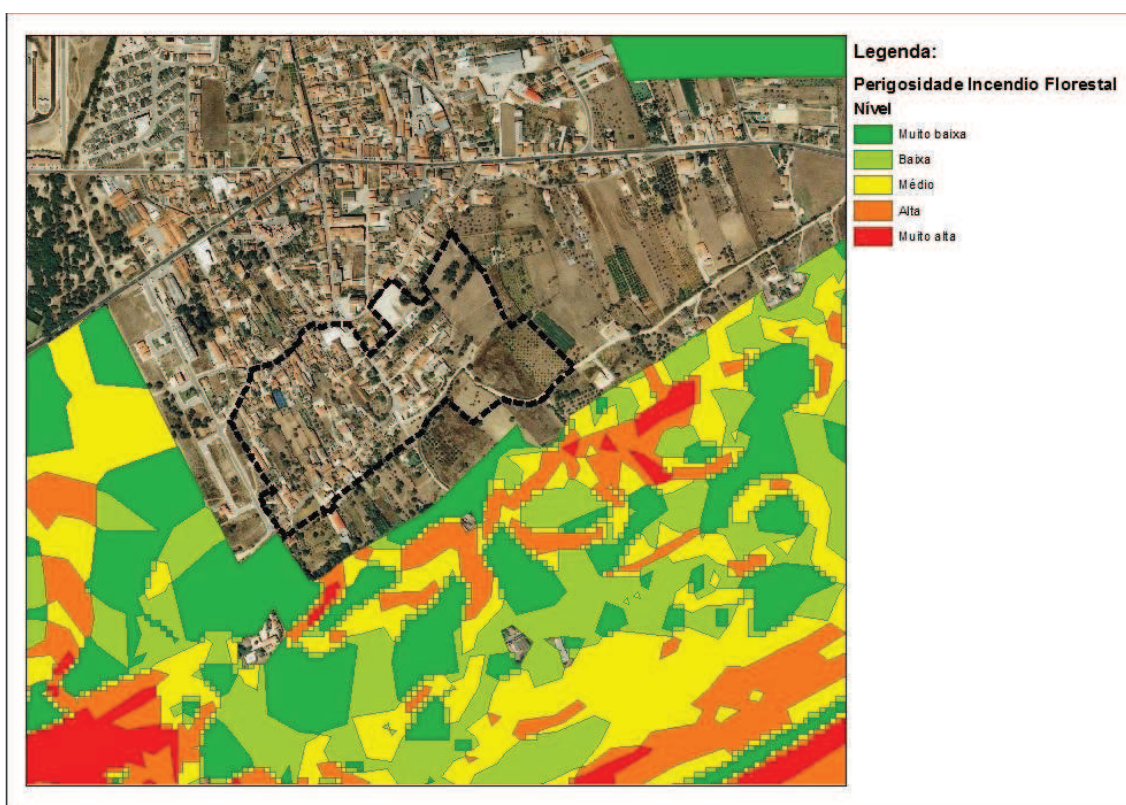 Legenda:
Perigosidade Incendio Florestal
Nível
Muito baixa
Baixa
Médio
Alta
Muito alta